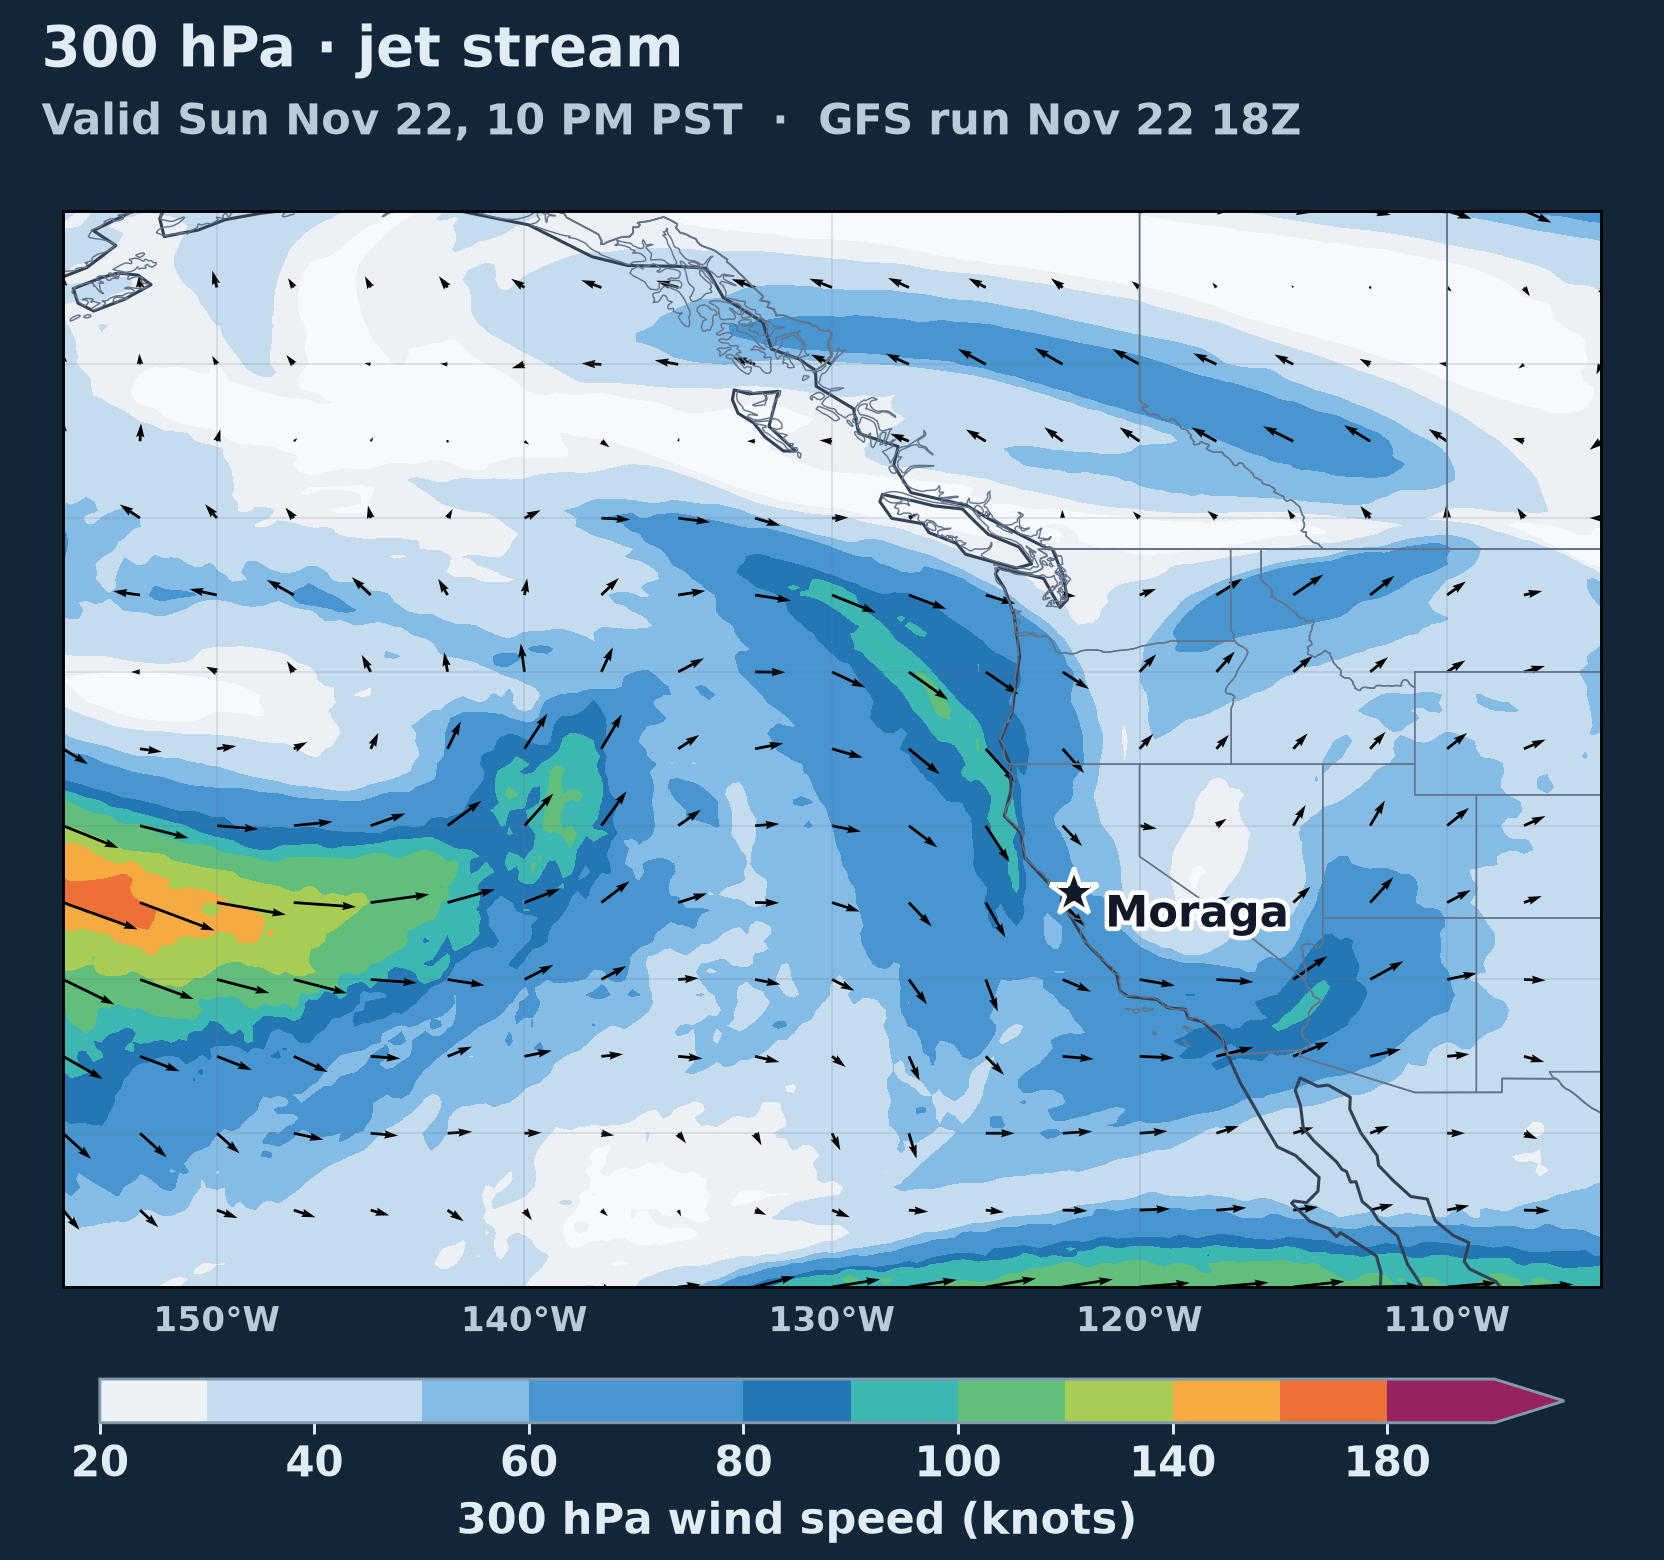 300 hPa · jet stream
Valid Sun Nov 22, 10 PM PST · GFS run Nov 22 18Z
Moraga
150°W 140°W 130°W 120°W 110°W
20 40 60 80 100 140 180
300 hPa wind speed (knots)